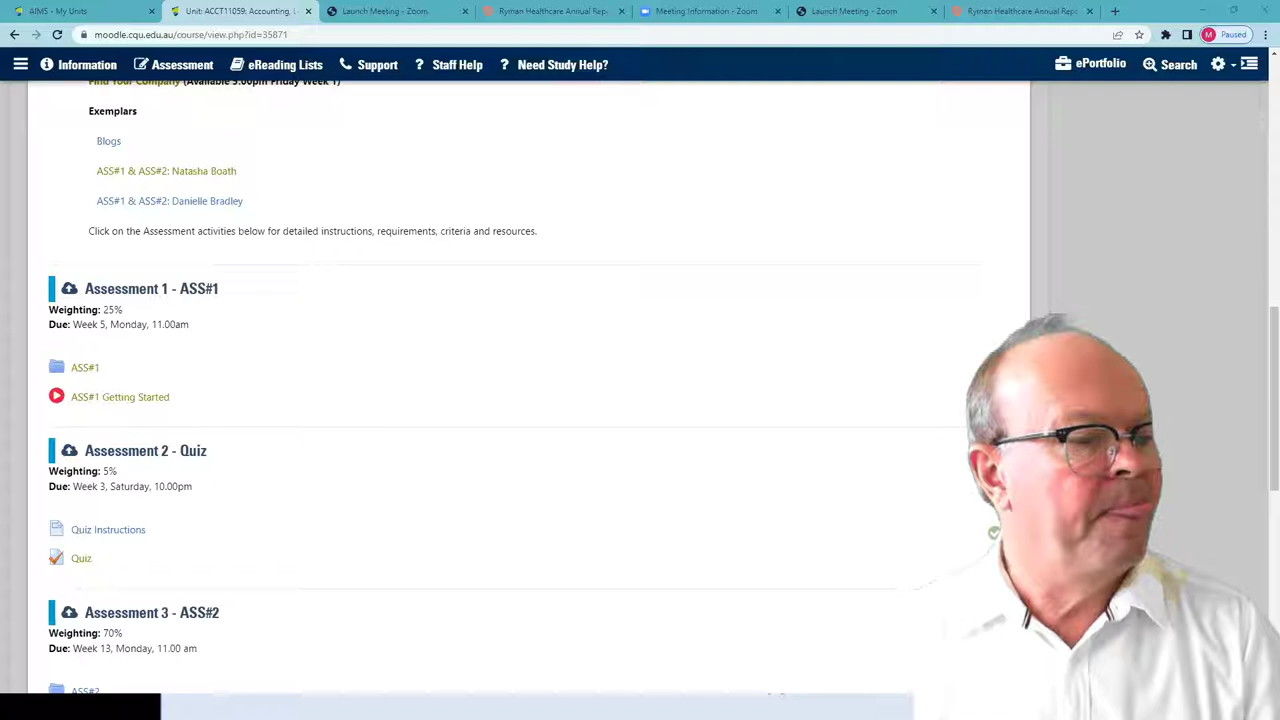 AIMS - My Units
Unit: ACCT11059: Accounting, L
Launch Meeting - Zoom
Ryman Healthcare Annual Rep
Meeting Information - Zoom
Launch Meeting - Zoom
Ryman Healthcare Annual Rep
moodle.cqu.edu.au/course/view.php?id=35871
M Paused
Information
Assessment
eReading Lists
Support
? Staff Help
? Need Study Help?
ePortfolio
Search
Find Your Company (Available 5:00pm Friday Week 1)
Exemplars
Blogs
ASS#1 & ASS#2: Natasha Boath
ASS#1 & ASS#2: Danielle Bradley
Click on the Assessment activities below for detailed instructions, requirements, criteria and resources.
Assessment 1 - ASS#1
Weighting: 25%
Due: Week 5, Monday, 11.00am
ASS#1
ASS#1 Getting Started
Assessment 2 - Quiz
Weighting: 5%
Due: Week 3, Saturday, 10.00pm
Quiz Instructions
Quiz
Assessment 3 - ASS#2
Weighting: 70%
Due: Week 13, Monday, 11.00 am
ASS#2